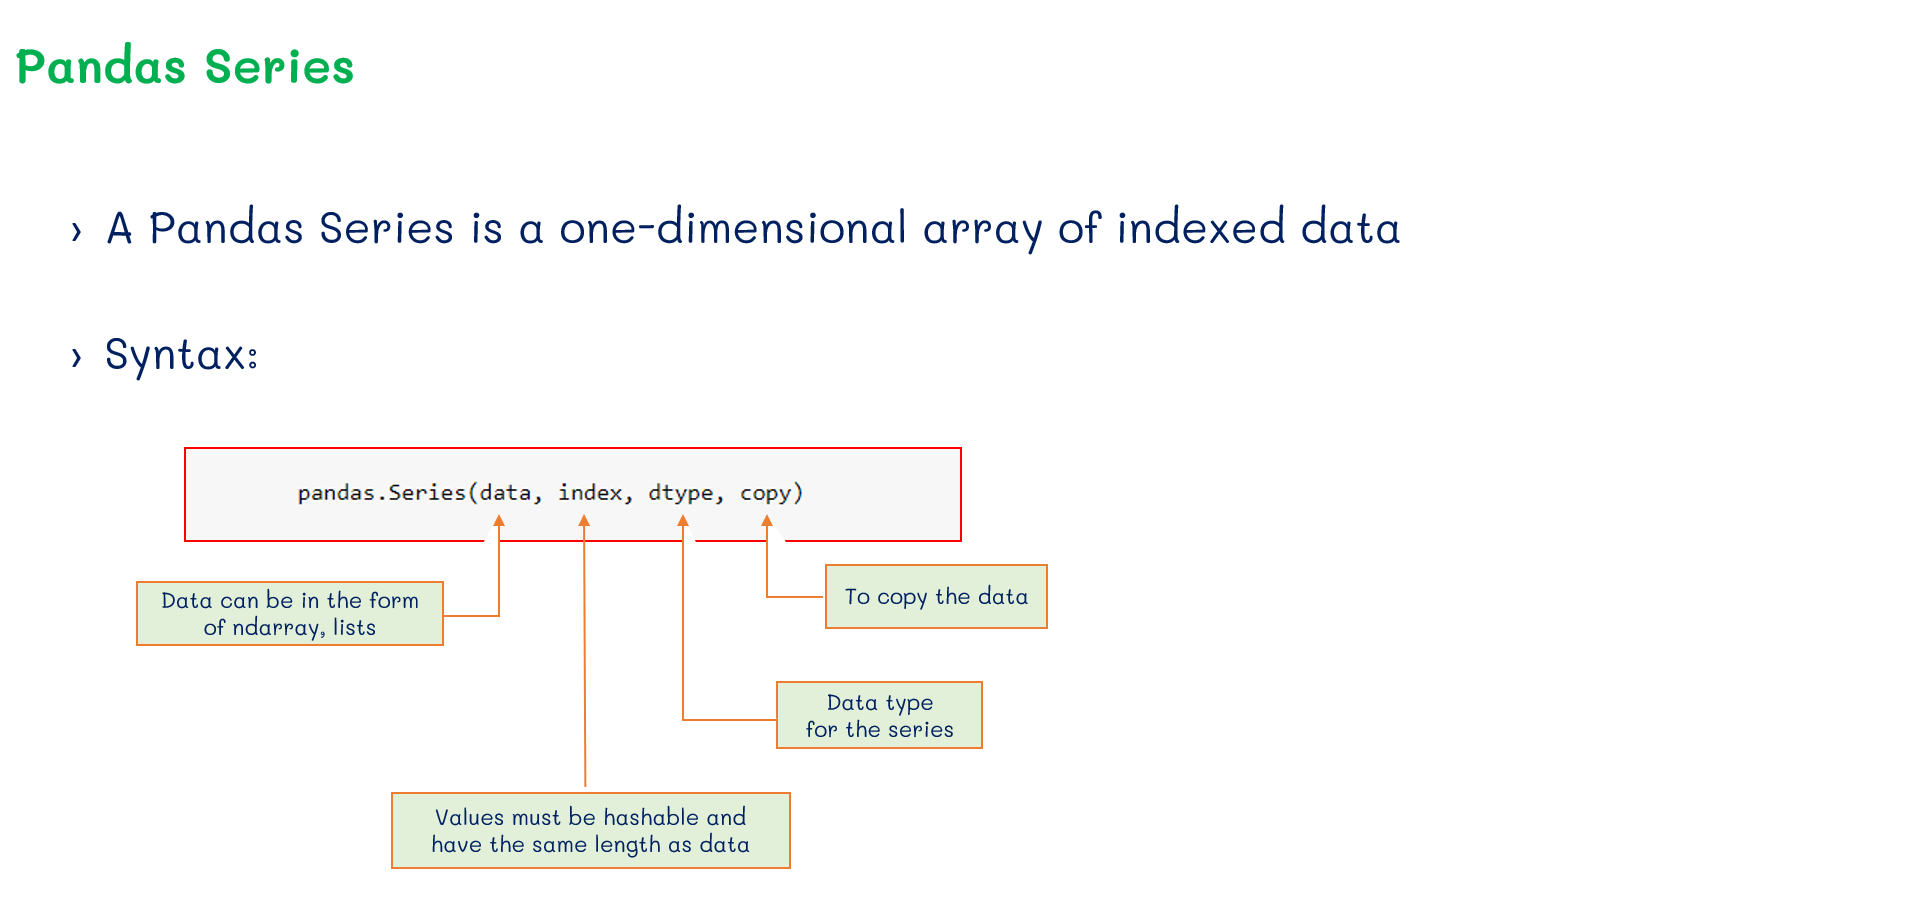 Pandas Series
› A Pandas Series is a one-dimensional array of indexed data
› Syntax:
pandas.Series(data, index, dtype, copy)
Data can be in the form
of ndarray, lists
To copy the data
Data type
for the series
Values must be hashable and
have the same length as data